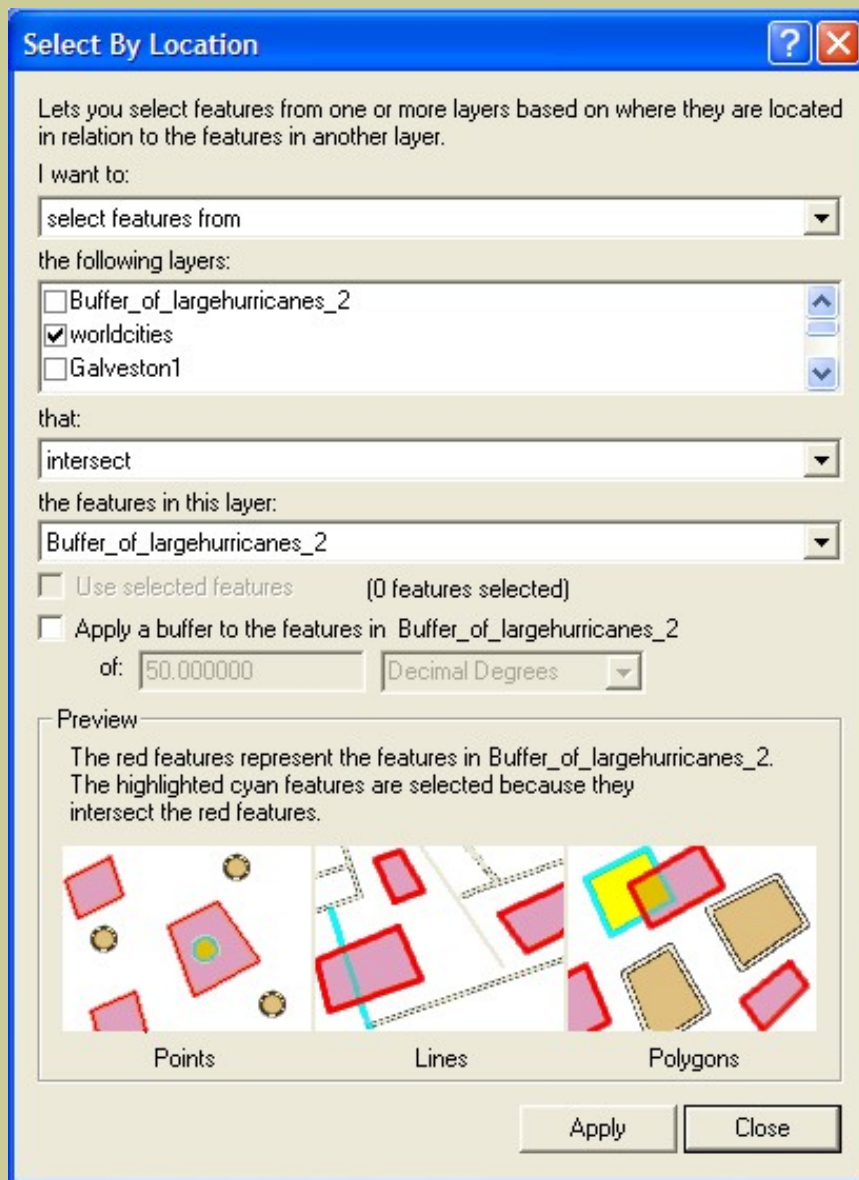 Select By Location
?
Lets you select features from one or more layers based on where they are located
in relation to the features in another layer.
I want to:
select features from
the following layers:
Buffer_of_largehurricanes_2
worldcities
Galveston1
that:
intersect
the features in this layer:
Buffer_of_largehurricanes_2
Use selected features (0 features selected)
Apply a buffer to the features in Buffer_of_largehurricanes_2
of: 50.000000 Decimal Degrees
Preview
The red features represent the features in Buffer_of_largehurricanes_2.
The highlighted cyan features are selected because they
intersect the red features.
Points Lines Polygons
Apply Close